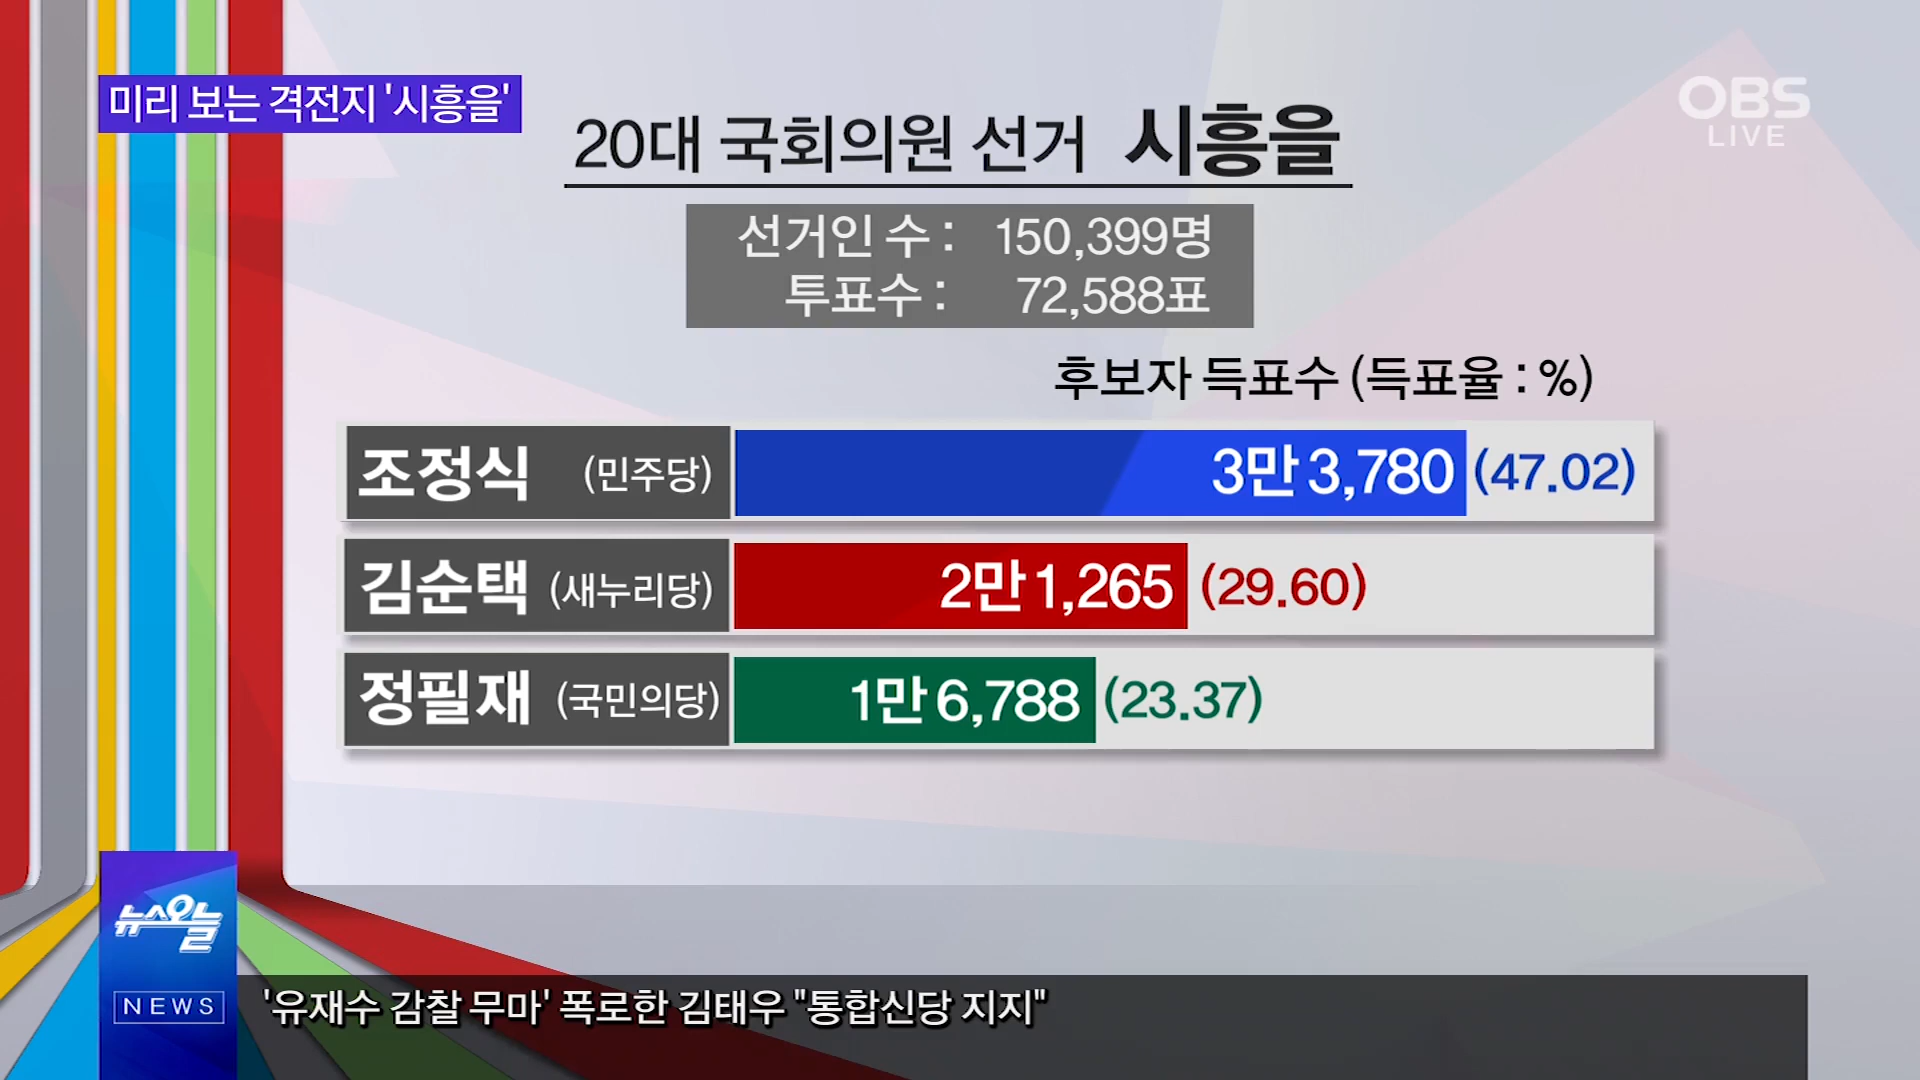 미리 보는 격전지 '시흥을'
OBS
LIVE
20대 국회의원 선거 시흥을
선거인 수 : 150,399명
투표수 : 72,588표
후보자 득표수 (득표율 : %)
조정식 (민주당) 3만 3,780 (47.02)
김순택 (새누리당) 2만 1,265 (29.60)
정필재 (국민의당) 1만 6,788 (23.37)
뉴스오늘
NEWS
'유재수 감찰 무마' 폭로한 김태우 "통합신당 지지"